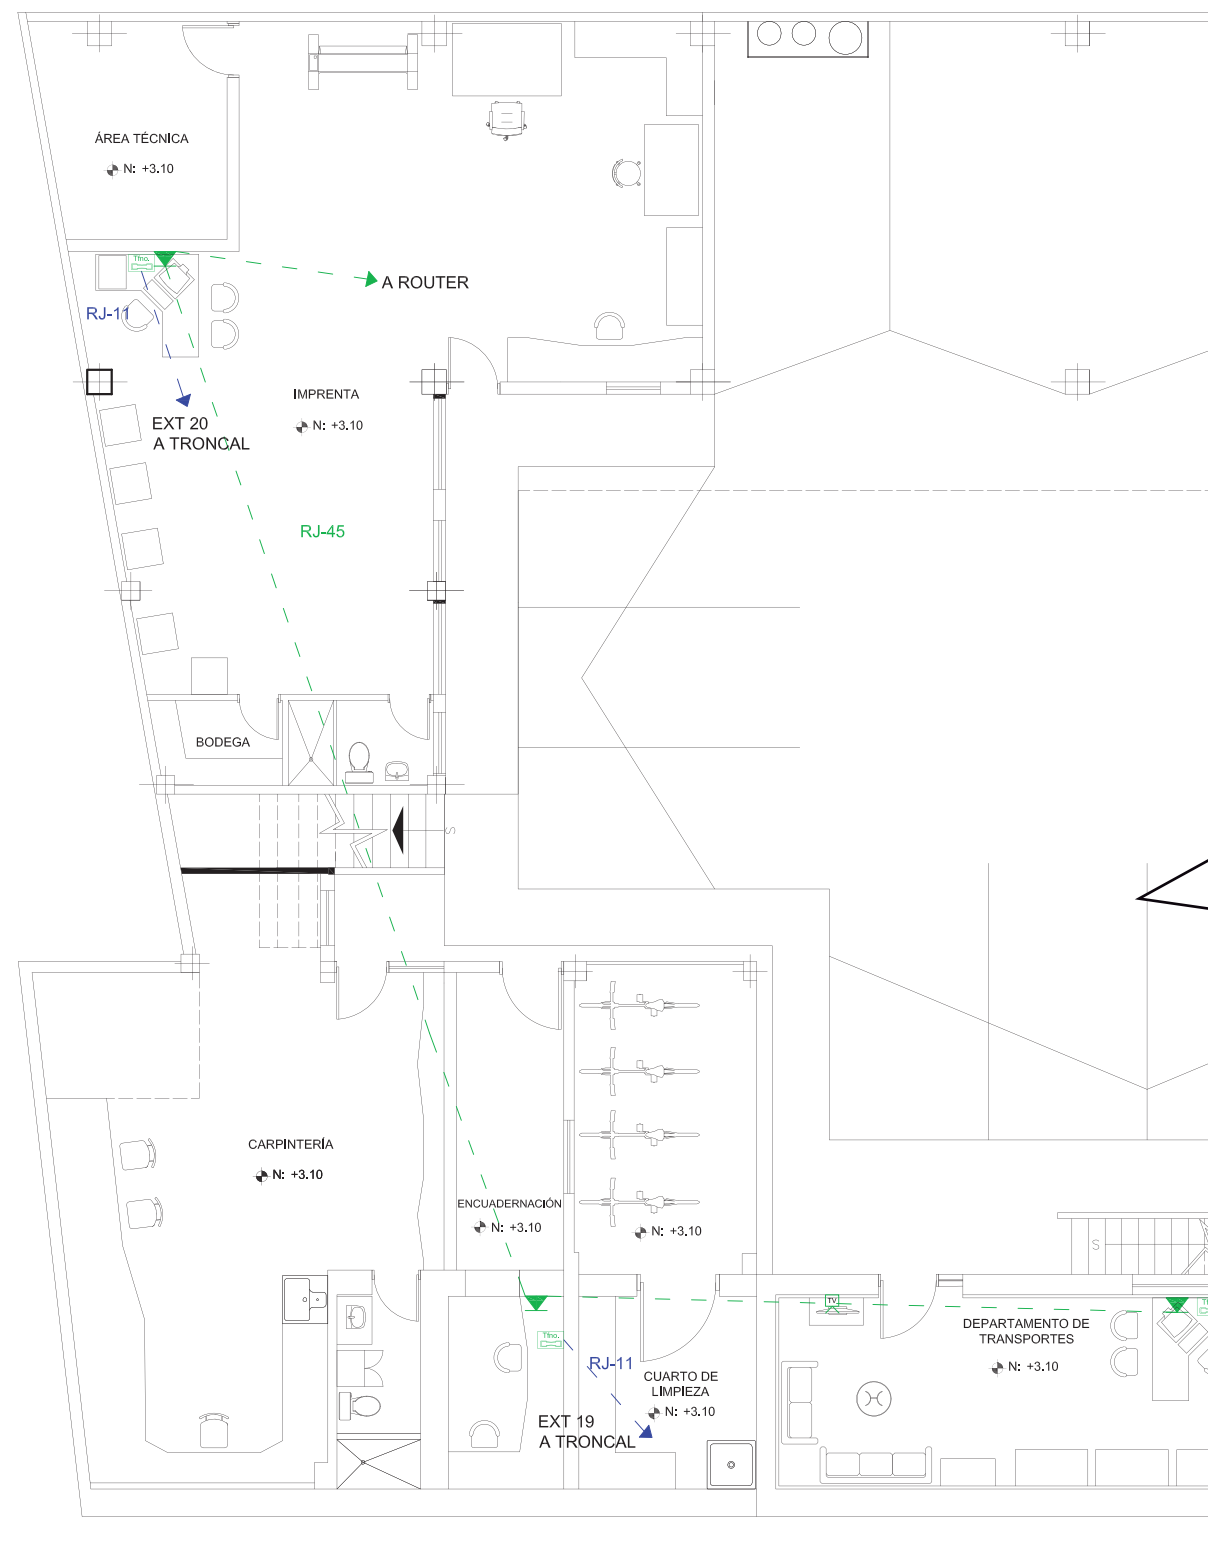 ÁREA TÉCNICA
N: +3.10
Tfno.
A ROUTER
RJ-11
IMPRENTA
N: +3.10
EXT 20
A TRONCAL
RJ-45
BODEGA
S
CARPINTERÍA
N: +3.10
ENCUADERNACIÓN
N: +3.10
N: +3.10
S
TV
DEPARTAMENTO DE
TRANSPORTES
N: +3.10
Tfno.
RJ-11
CUARTO DE
LIMPIEZA
N: +3.10
EXT 19
A TRONCAL